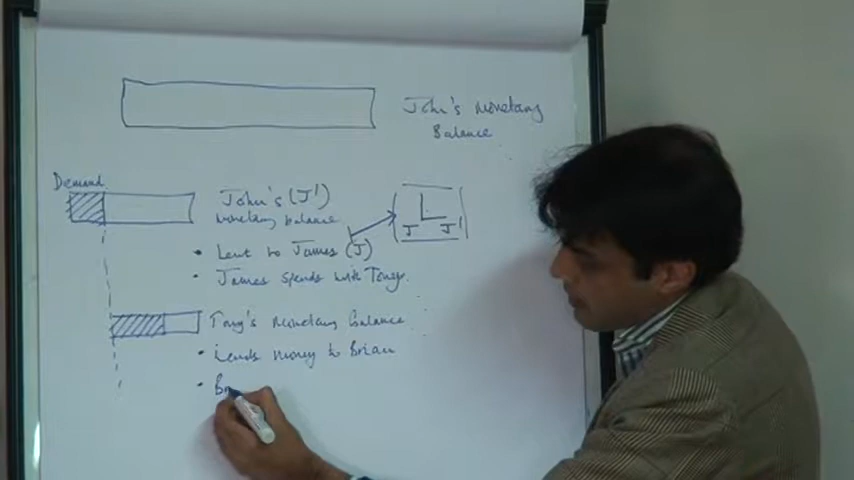 John's Monetary
Balance
Demand
John's (J')
monetary balance
• Lent to James (J)
L
J J'
• James spends with Tony.
Tony's Monetary Balance
• Lends money to Brian
• Br